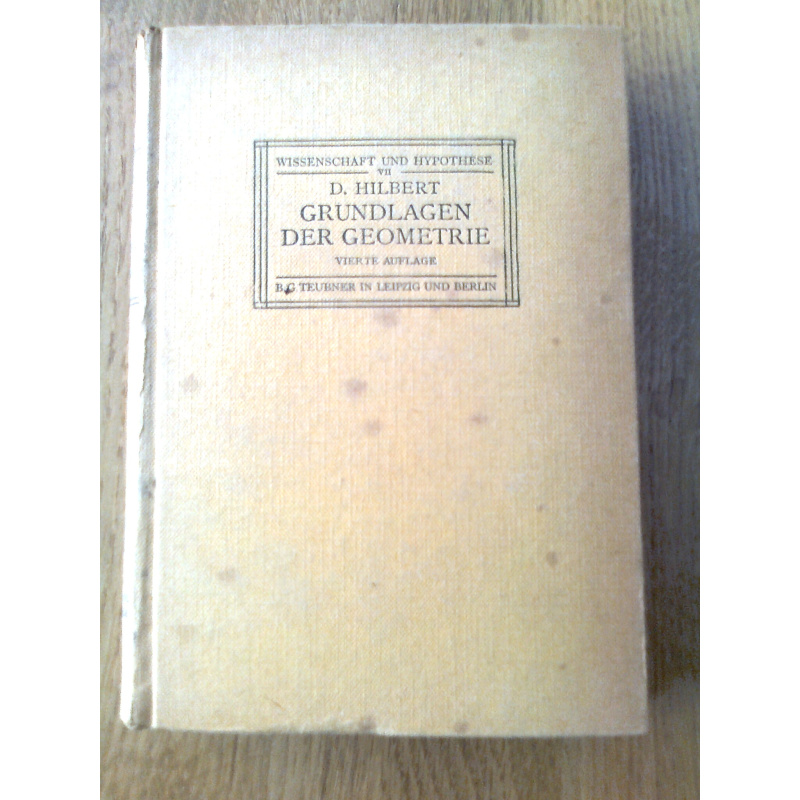 WISSENSCHAFT UND HYPOTHESE
VII
D. HILBERT
GRUNDLAGEN
DER GEOMETRIE
VIERTE AUFLAGE
B.G. TEUBNER IN LEIPZIG UND BERLIN